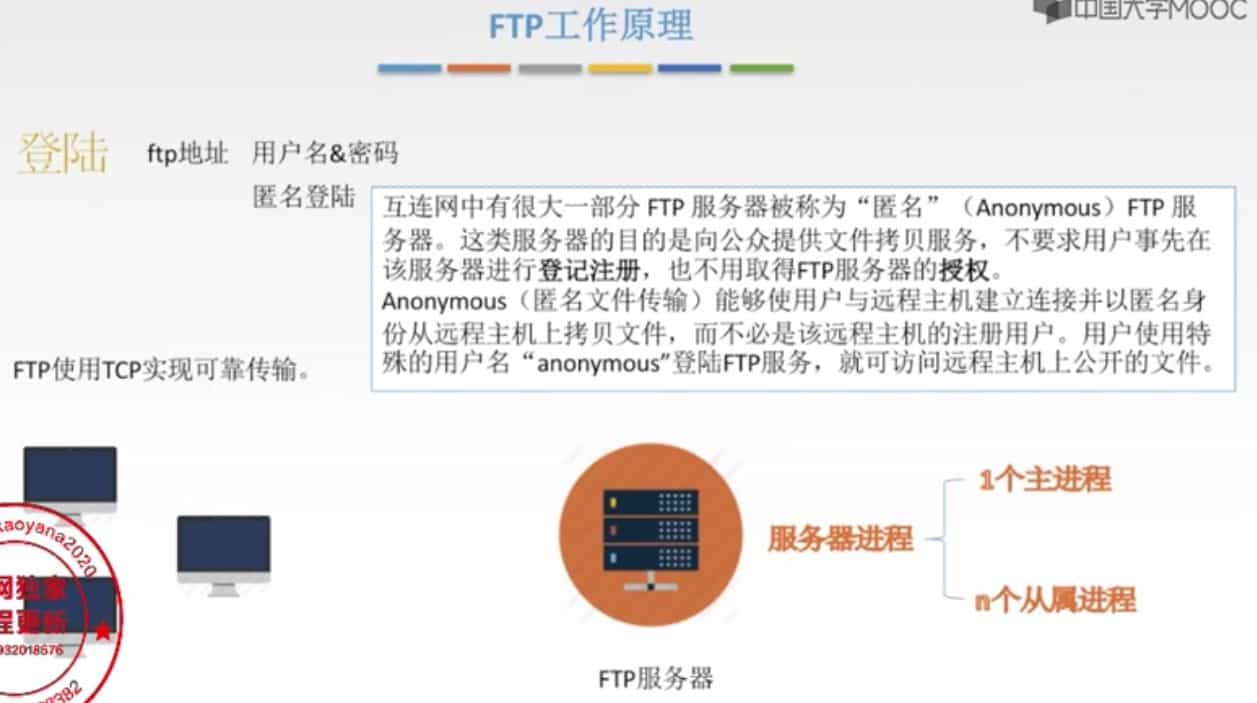 FTP工作原理
中国大学MOOC
登陆 ftp地址 用户名&密码
匿名登陆
互连网中有很大一部分 FTP 服务器被称为“匿名”（Anonymous）FTP 服
务器。这类服务器的目的是向公众提供文件拷贝服务，不要求用户事先在
该服务器进行登记注册，也不用取得FTP服务器的授权。
Anonymous（匿名文件传输）能够使用户与远程主机建立连接并以匿名身
份从远程主机上拷贝文件，而不必是该远程主机的注册用户。用户使用特
殊的用户名“anonymous”登陆FTP服务，就可访问远程主机上公开的文件。
FTP使用TCP实现可靠传输。
1个主进程
服务器进程
n个从属进程
FTP服务器
kaoyana2020
网独家
程更新
932018676